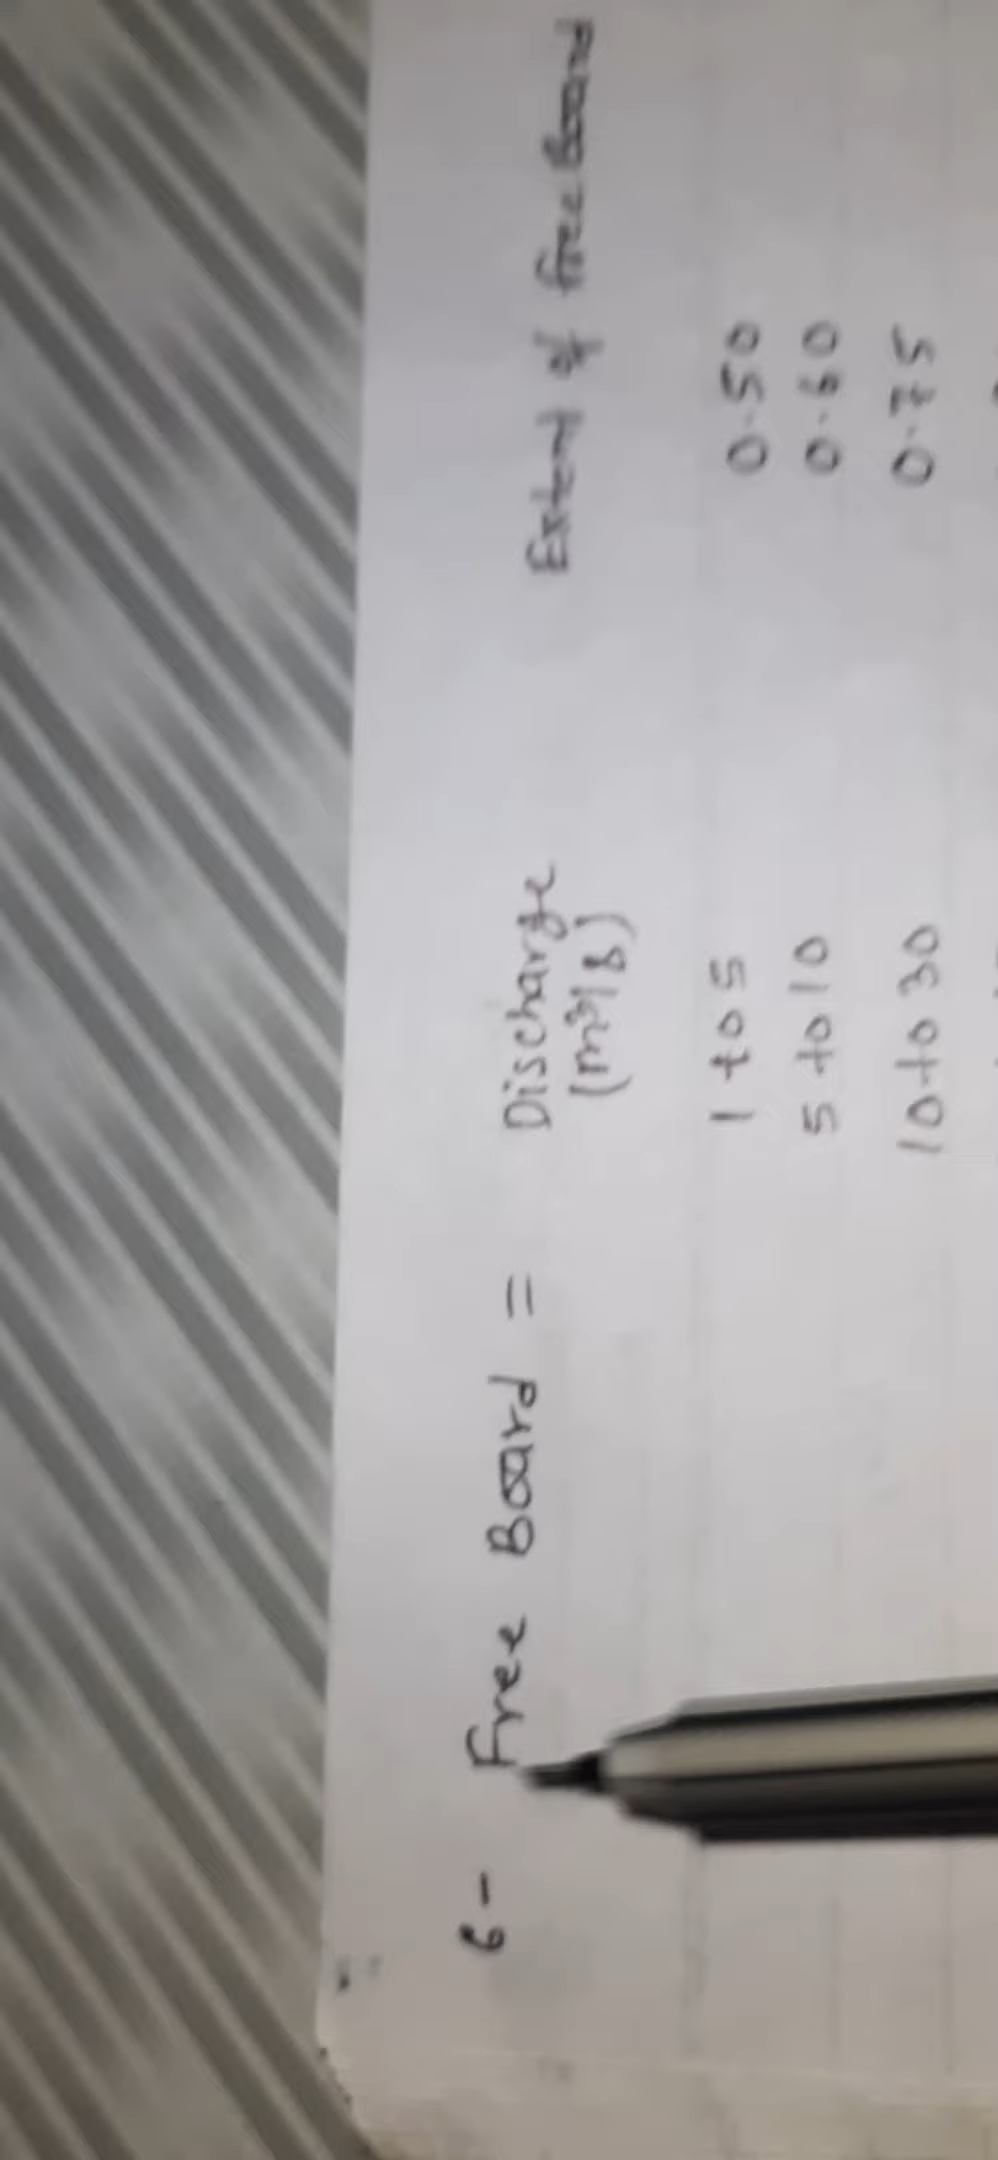 6- Free Board = Discharge Extent of free Board
(m³/s)
1 to 5 0.50
5 to 10 0.60
10 to 30 0.75